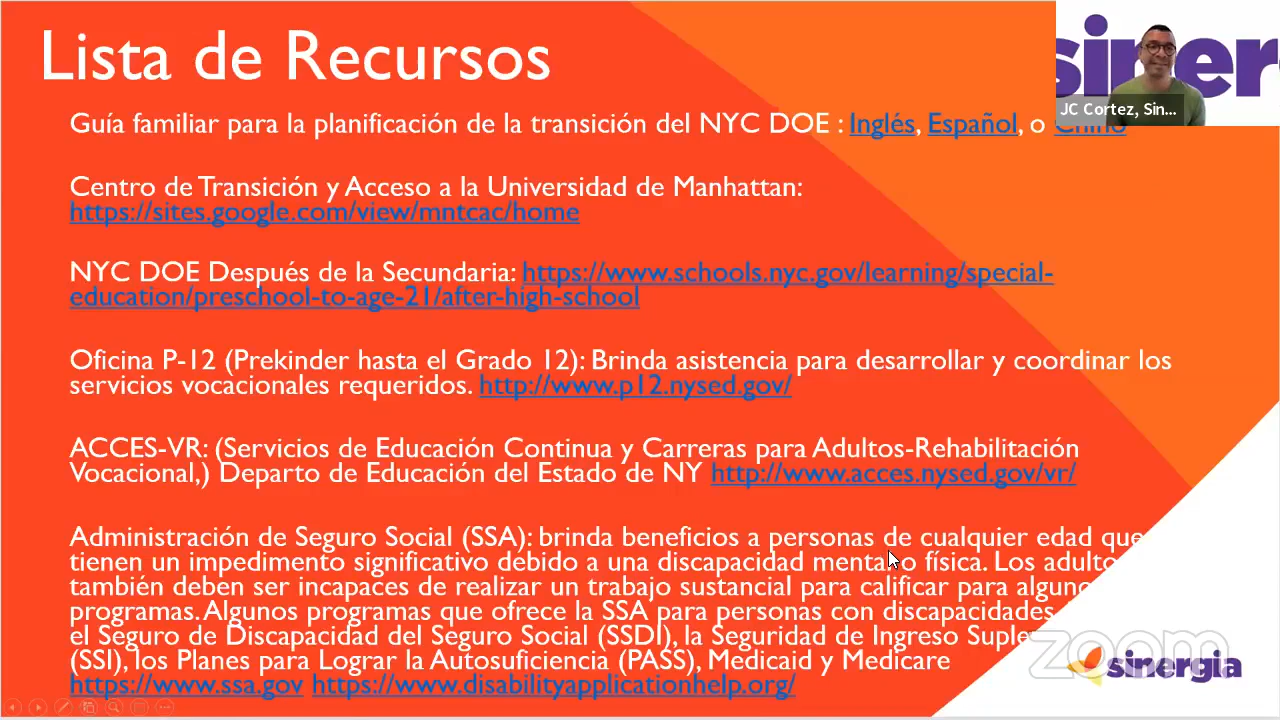 Lista de Recursos
Guía familiar para la planificación de la transición del NYC DOE : Inglés, Español, o Chino
Centro de Transición y Acceso a la Universidad de Manhattan:
https://sites.google.com/view/mntcac/home
NYC DOE Después de la Secundaria: https://www.schools.nyc.gov/learning/special-
education/preschool-to-age-21/after-high-school
Oficina P-12 (Prekinder hasta el Grado 12): Brinda asistencia para desarrollar y coordinar los
servicios vocacionales requeridos. http://www.p12.nysed.gov/
ACCES-VR: (Servicios de Educación Continua y Carreras para Adultos-Rehabilitación
Vocacional,) Departo de Educación del Estado de NY http://www.acces.nysed.gov/vr/
Administración de Seguro Social (SSA): brinda beneficios a personas de cualquier edad que
tienen un impedimento significativo debido a una discapacidad mental o física. Los adulto
también deben ser incapaces de realizar un trabajo sustancial para calificar para alguno
programas. Algunos programas que ofrece la SSA para personas con discapacidades
el Seguro de Discapacidad del Seguro Social (SSDI), la Seguridad de Ingreso Suple
(SSI), los Planes para Lograr la Autosuficiencia (PASS), Medicaid y Medicare
https://www.ssa.gov https://www.disabilityapplicationhelp.org/
siner
JC Cortez, Sin...
zoom
sinergia